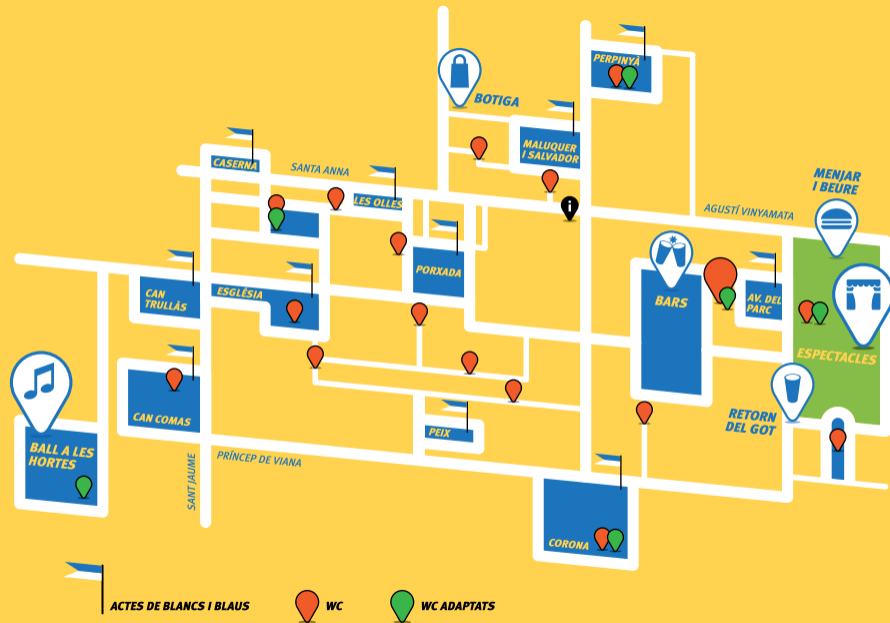 PERPINYÀ
BOTIGA
MALUQUER
I SALVADOR
CASERNA
SANTA ANNA
MENJAR
I BEURE
LES OLLES
i
AGUSTÍ VINYAMATA
PORXADA
CAN
TRULLÀS
ESGLÉSIA
BARS
AV. DEL
PARC
ESPECTACLES
CAN COMAS
RETORN
DEL GOT
PEIX
BALL A LES
HORTES
SANT JAUME
PRÍNCEP DE VIANA
CORONA
ACTES DE BLANCS I BLAUS
WC
WC ADAPTATS